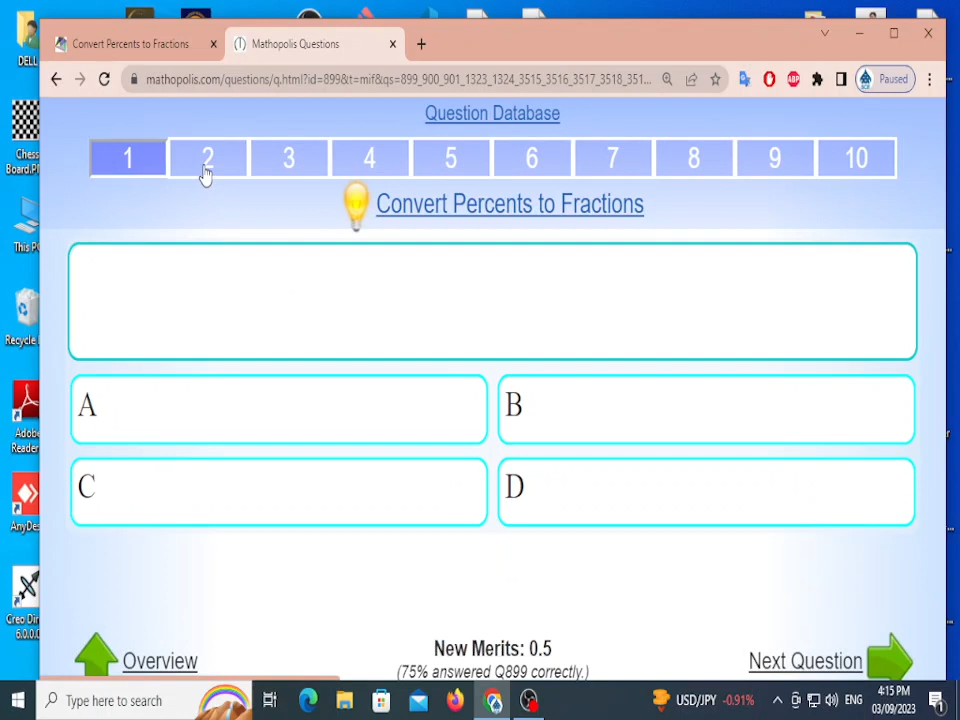 DELL
Chess
Board.P
This P
Recycle
Adobe
Reader
AnyDes
Creo Dir
6.0.0.0
Convert Percents to Fractions
Mathopolis Questions
mathopolis.com/questions/q.html?id=899&t=mif&qs=899_900_901_1323_1324_3515_3516_3517_3518_351...
ABP
Paused
Question Database
1 2 3 4 5 6 7 8 9 10
Convert Percents to Fractions
A
B
C
D
Overview
New Merits: 0.5
(75% answered Q899 correctly.)
Next Question
Type here to search
USD/JPY -0.91%
ENG
4:15 PM
03/09/2023
1